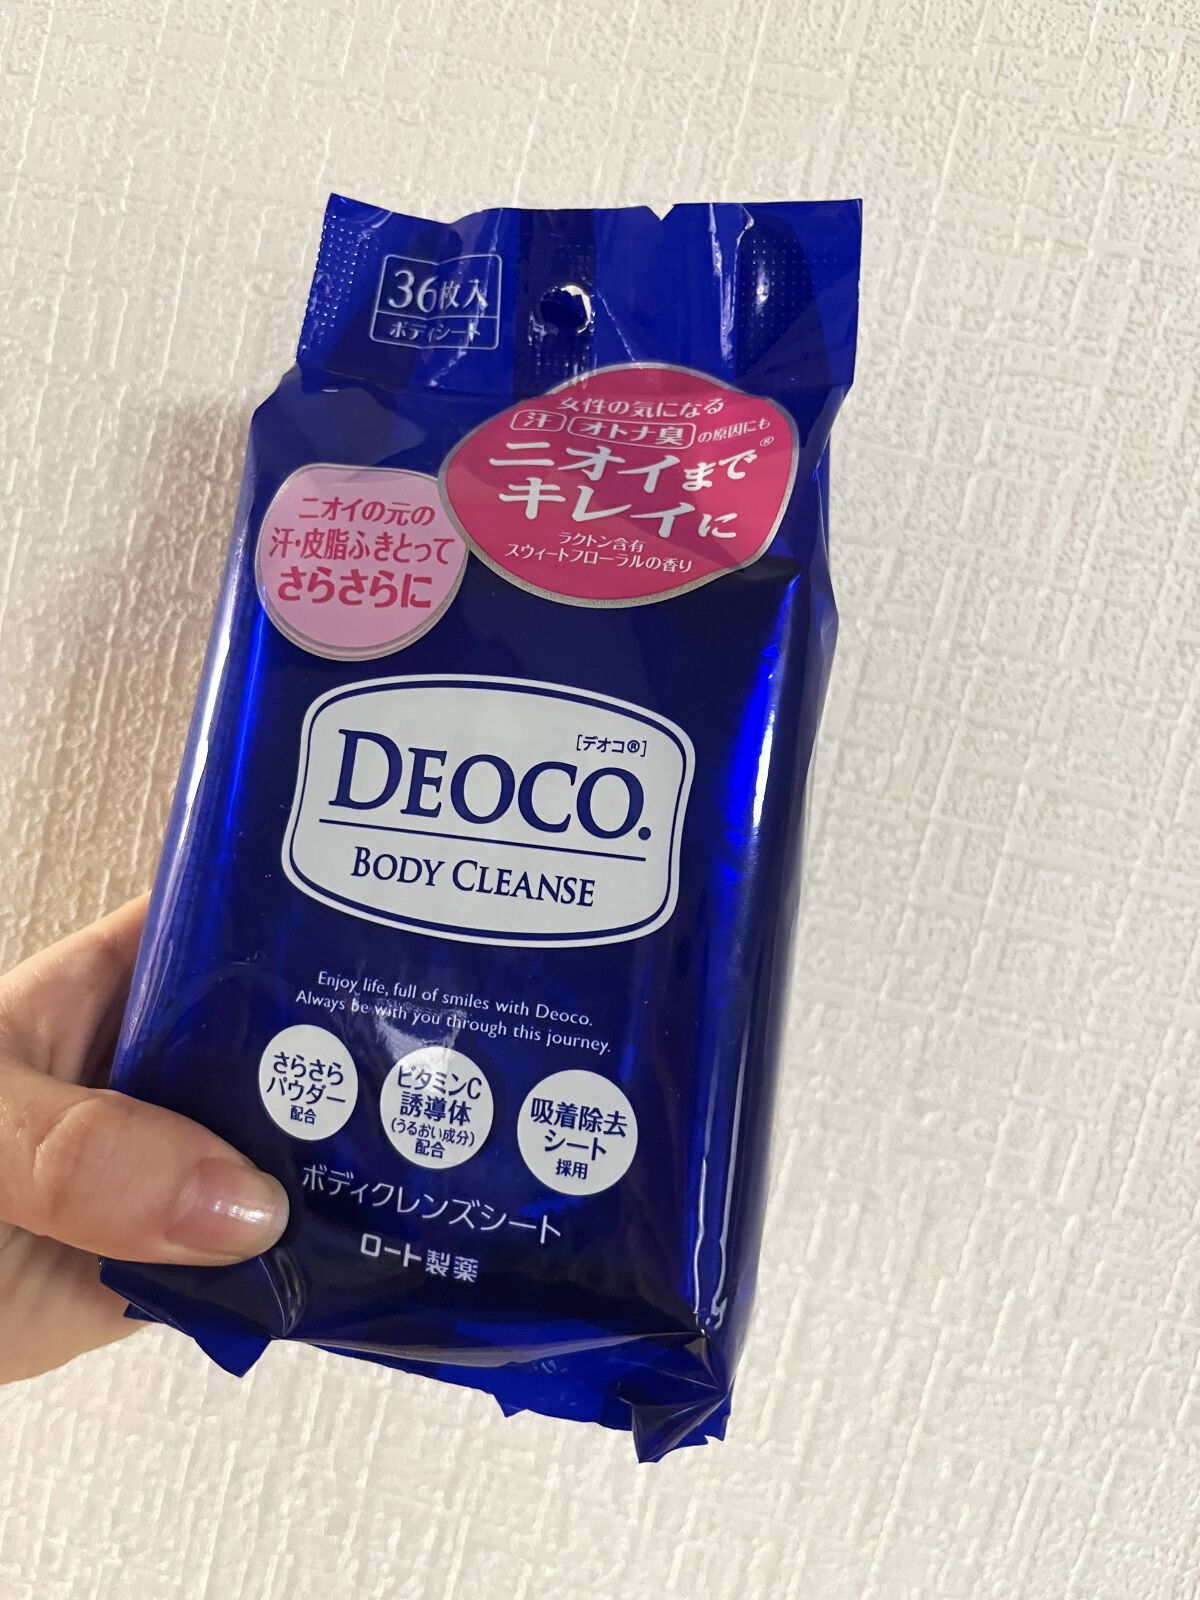 36枚入
ボディシート
女性の気になる
汗 オトナ臭 の原因にも
ニオイまで®
キレイに
ラクトン含有
スウィートフローラルの香り
ニオイの元の
汗・皮脂ふきとって
さらさらに
[デオコ®]
DEOCO.
BODY CLEANSE
Enjoy life, full of smiles with Deoco.
Always be with you through this journey.
さらさら
パウダー
配合
ビタミンC
誘導体
(うるおい成分)
配合
吸着除去
シート
採用
ボディクレンズシート
ロート製薬